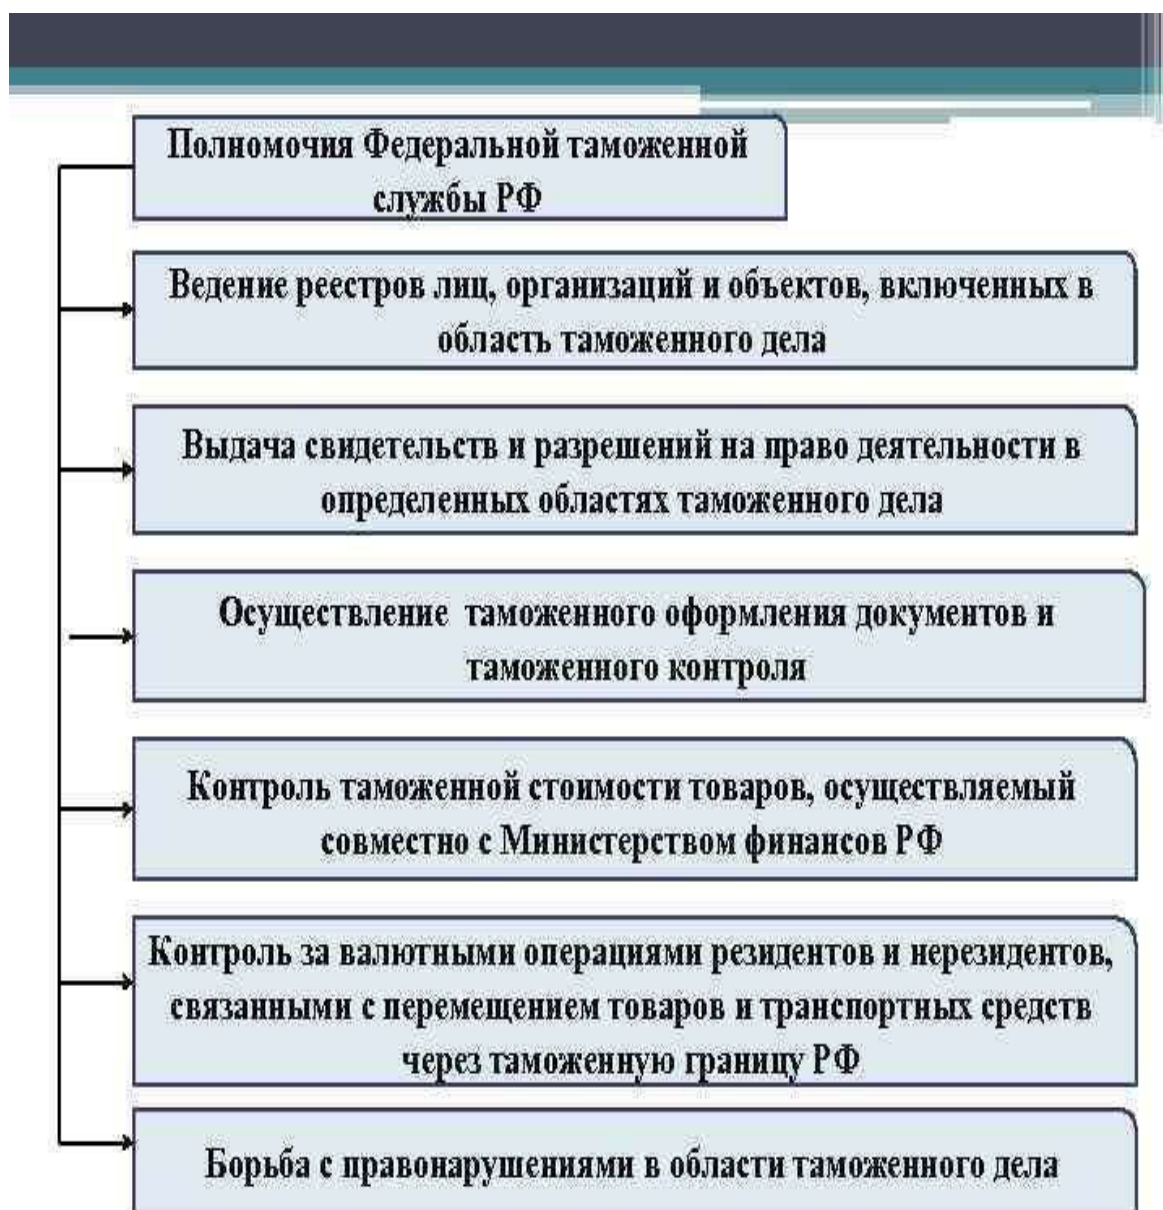 Полномочия Федеральной таможенной
службы РФ
Ведение реестров лиц, организаций и объектов, включенных в
область таможенного дела
Выдача свидетельств и разрешений на право деятельности в
определенных областях таможенного дела
Осуществление таможенного оформления документов и
таможенного контроля
Контроль таможенной стоимости товаров, осуществляемый
совместно с Министерством финансов РФ
Контроль за валютными операциями резидентов и нерезидентов,
связанными с перемещением товаров и транспортных средств
через таможенную границу РФ
Борьба с правонарушениями в области таможенного дела